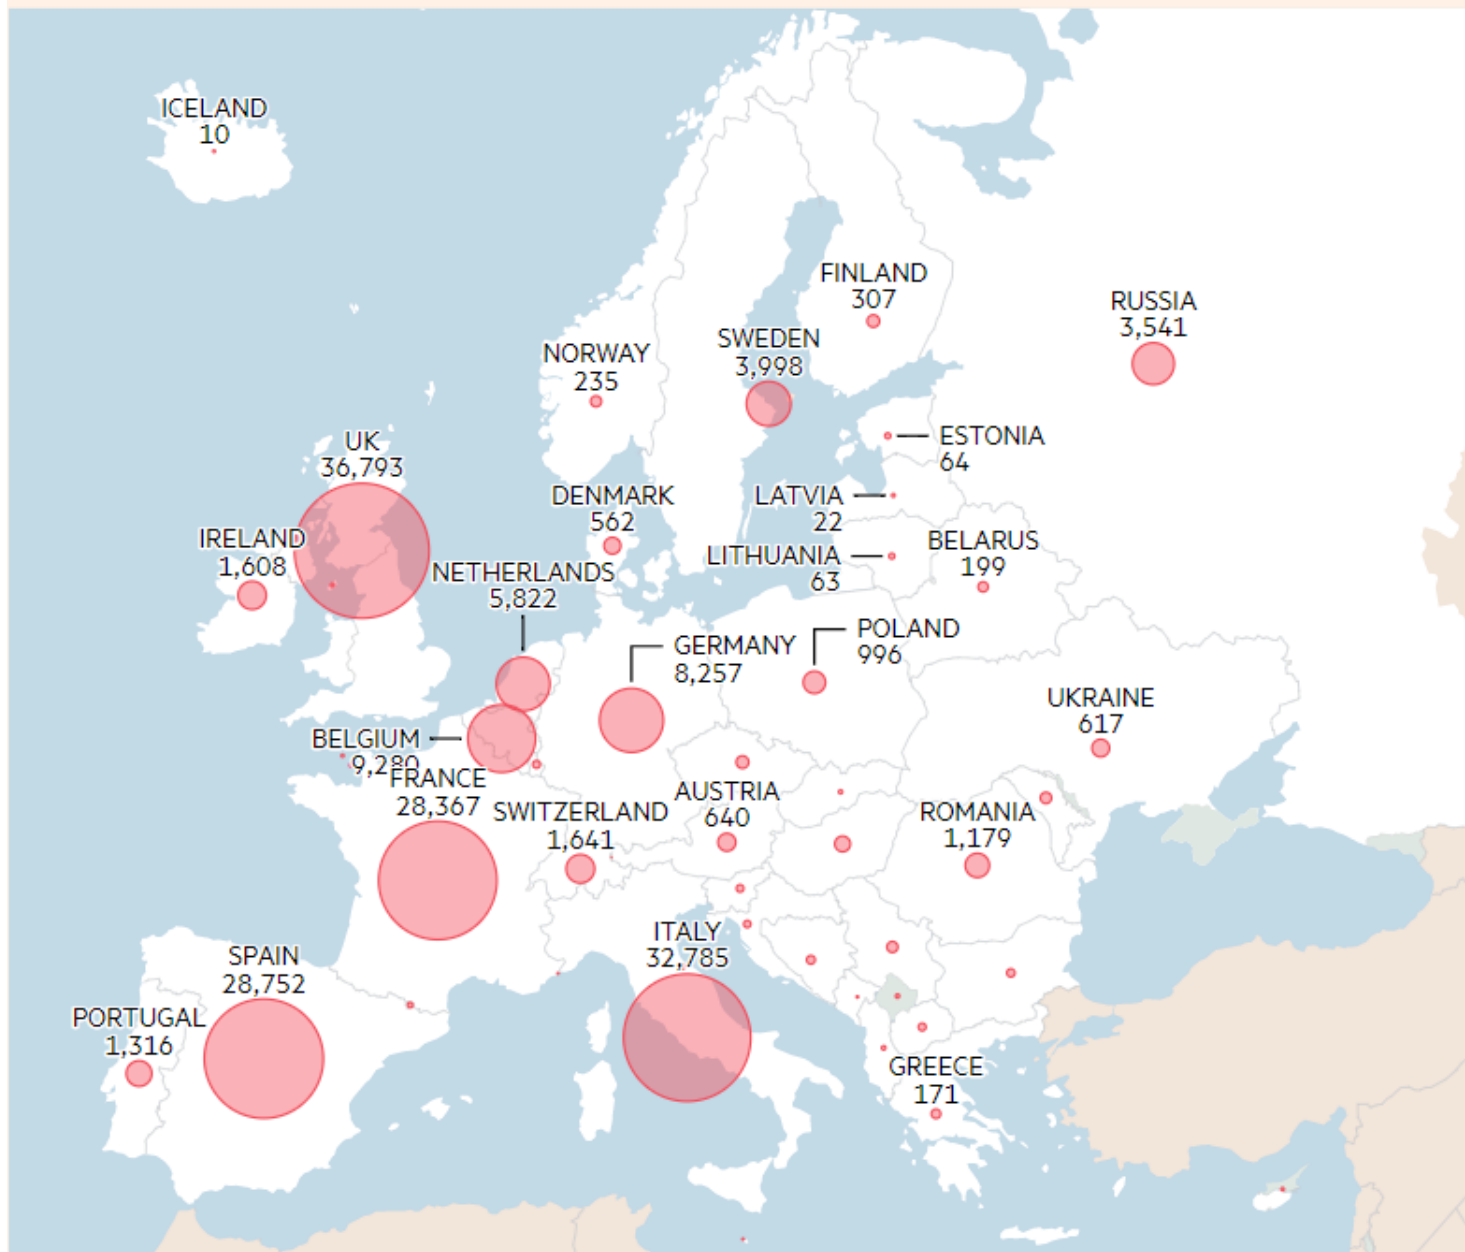 ICELAND
10
FINLAND
307
RUSSIA
3,541
SWEDEN
3,998
NORWAY
235
ESTONIA
64
UK
36,793
DENMARK
562
LATVIA
22
IRELAND
1,608
LITHUANIA
63
BELARUS
199
NETHERLANDS
5,822
GERMANY
8,257
POLAND
996
UKRAINE
617
BELGIUM
9,280
FRANCE
28,367
SWITZERLAND
1,641
AUSTRIA
640
ROMANIA
1,179
ITALY
32,785
SPAIN
28,752
PORTUGAL
1,316
GREECE
171